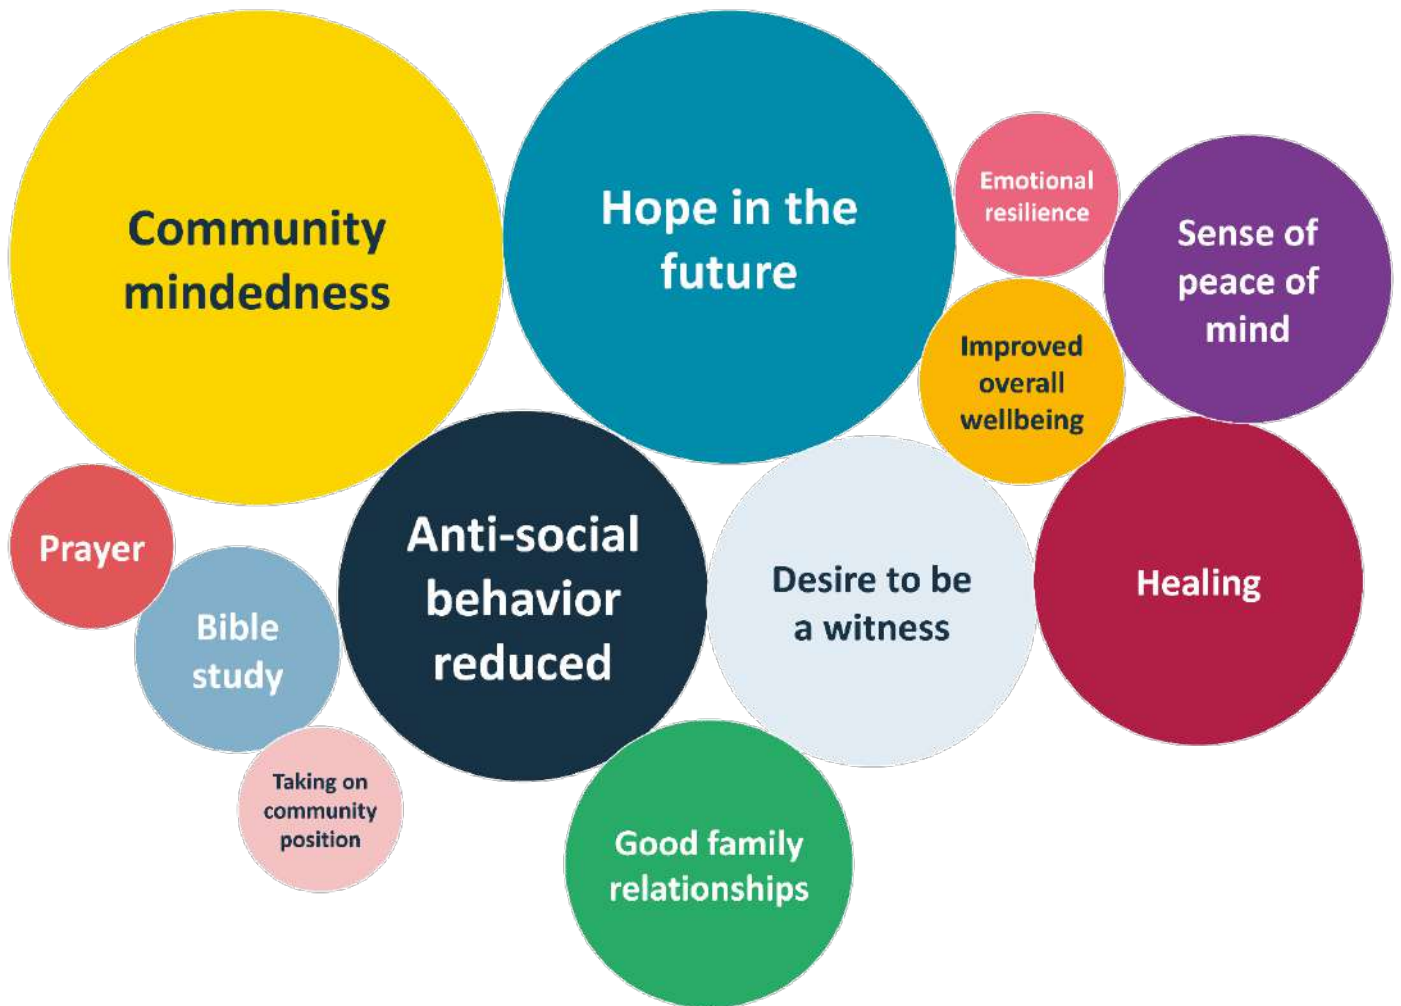 Community
mindedness
Hope in the
future
Emotional
resilience
Sense of
peace of
mind
Improved
overall
wellbeing
Prayer
Bible
study
Anti-social
behavior
reduced
Desire to be
a witness
Healing
Taking on
community
position
Good family
relationships